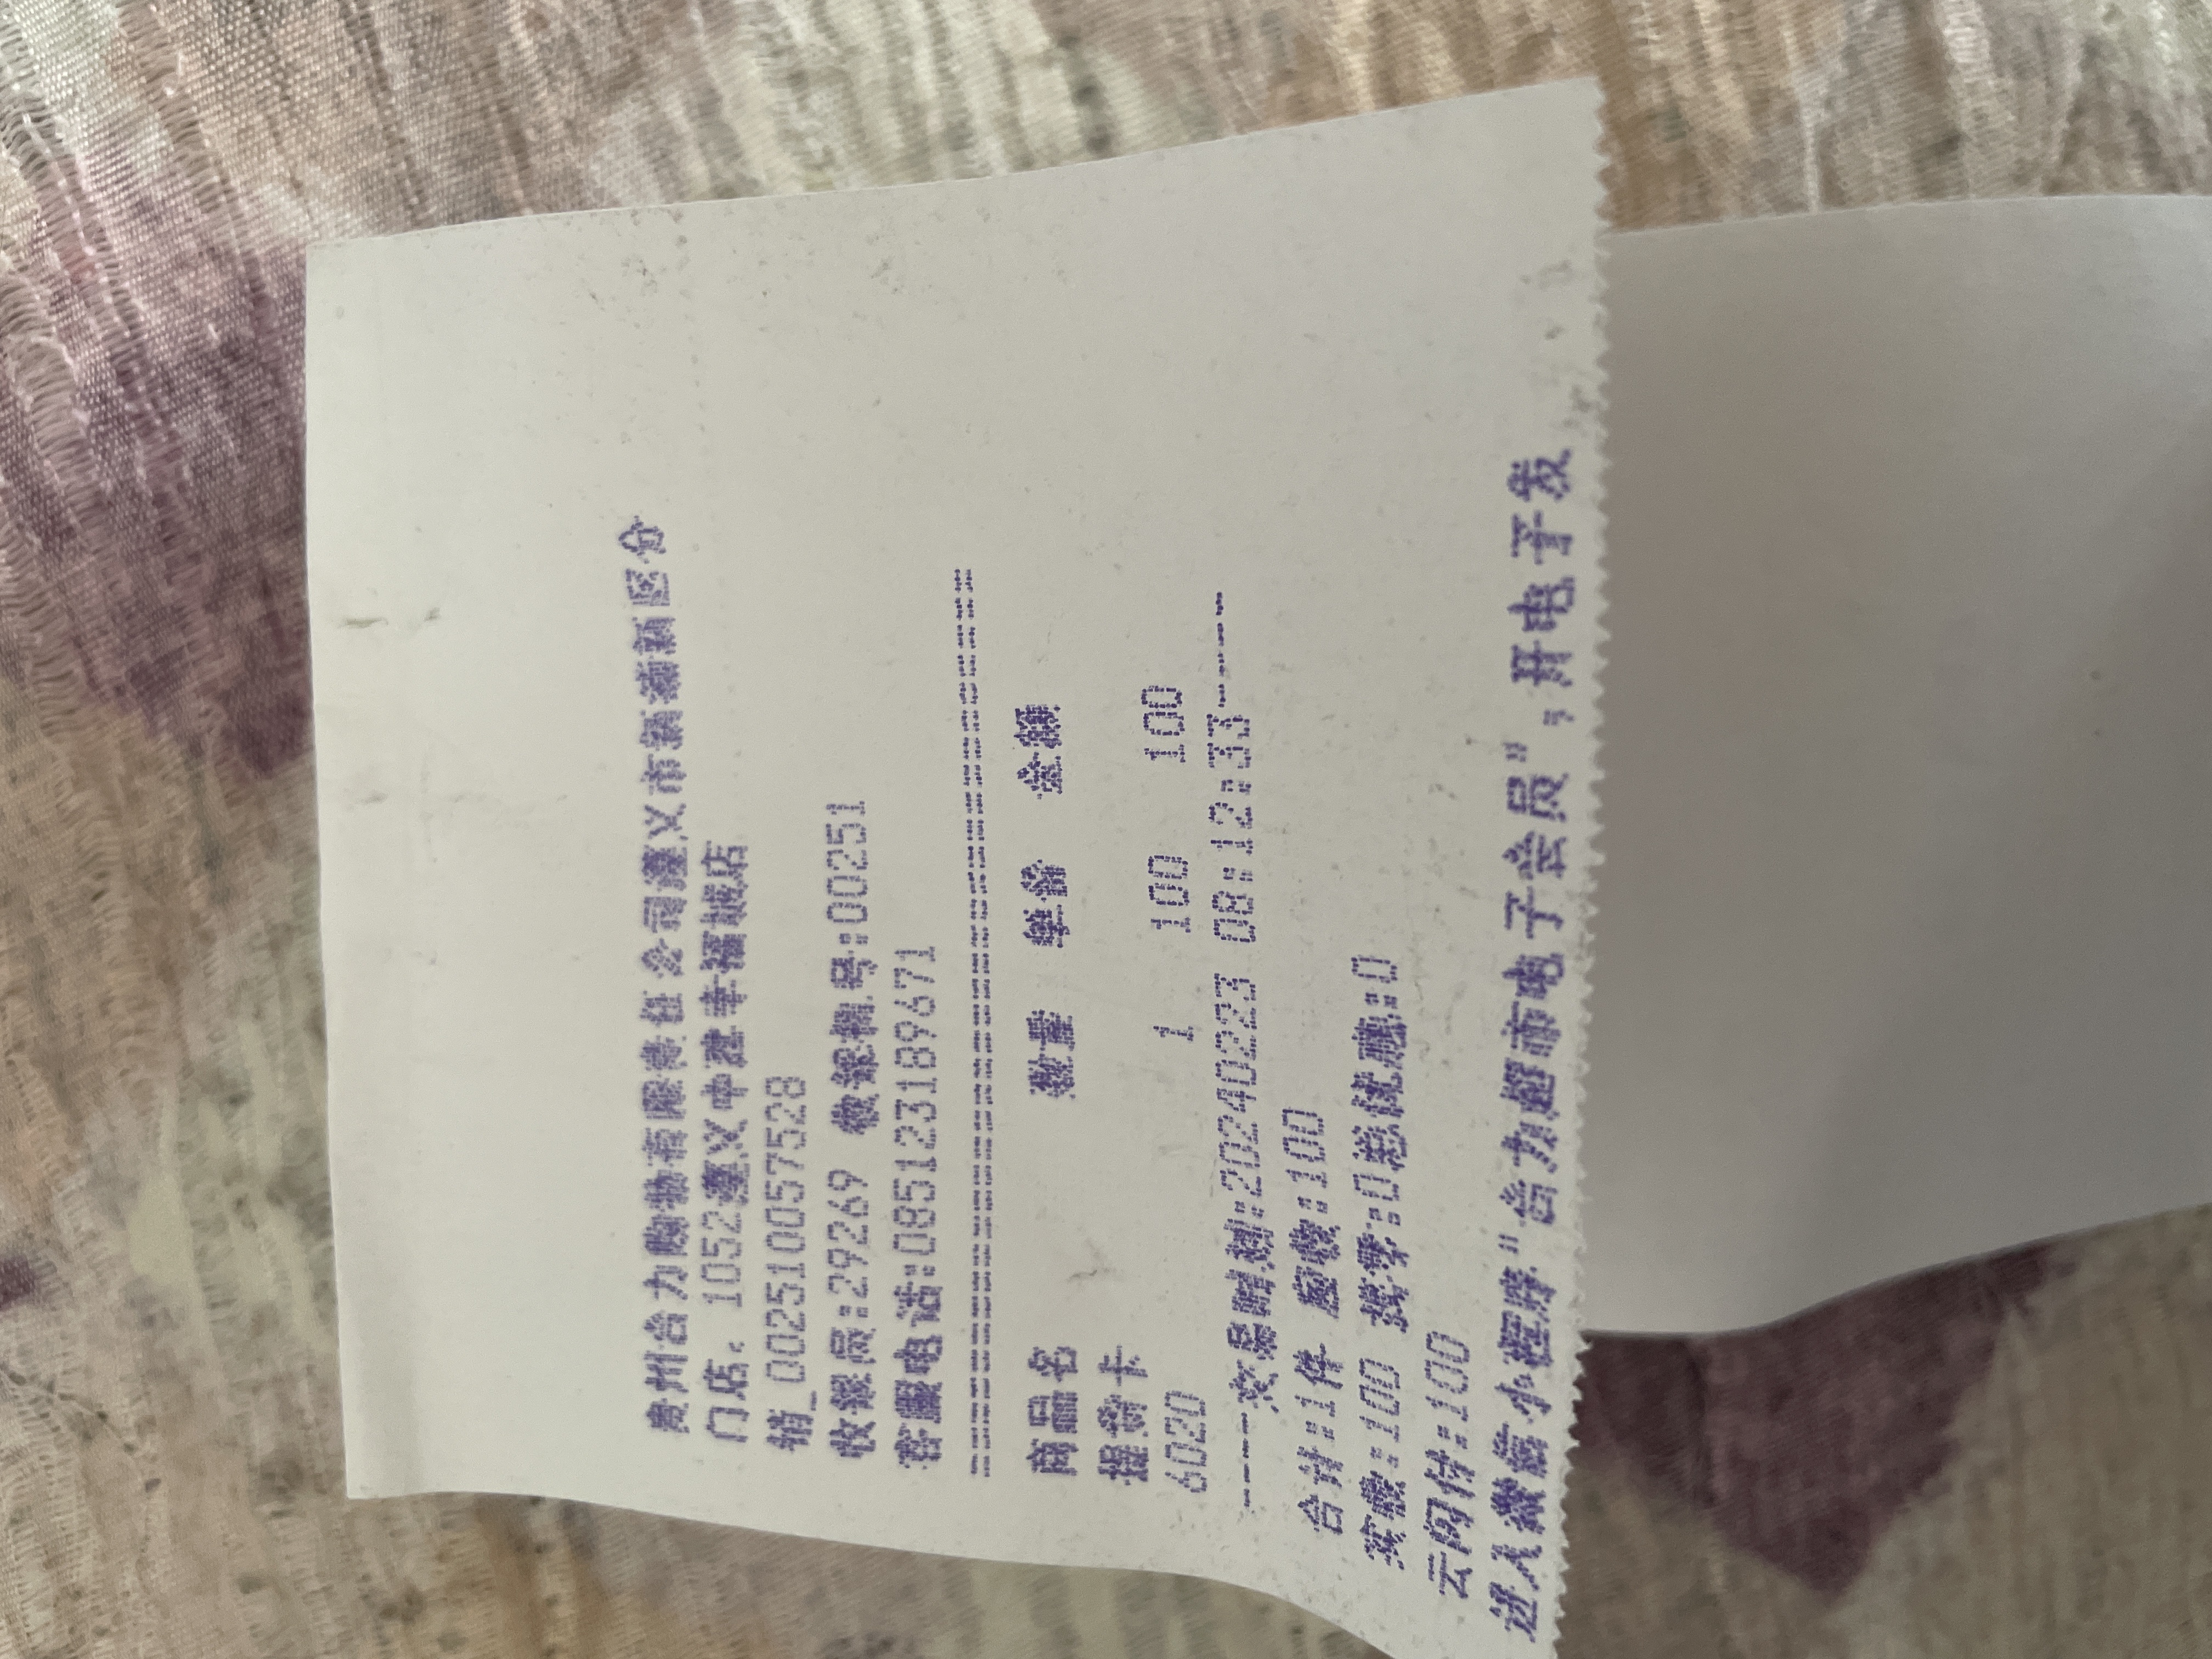 贵州合力购物有限责任公司遵义市新蒲新区分
门店: 1052遵义中建幸福城店
销_002510057528
收银员:29269 收银机号:00251
客服电话:085123189671
==========================================
商品名 数量 单价 金额
提货卡
6020 1 100 100
----交易时刻:20240223 08:12:33-----
合计:1件 应收:100
实收:100 找零:0总优惠:0
云闪付:100
进入微信小程序"合力超市电子会员",开电子发